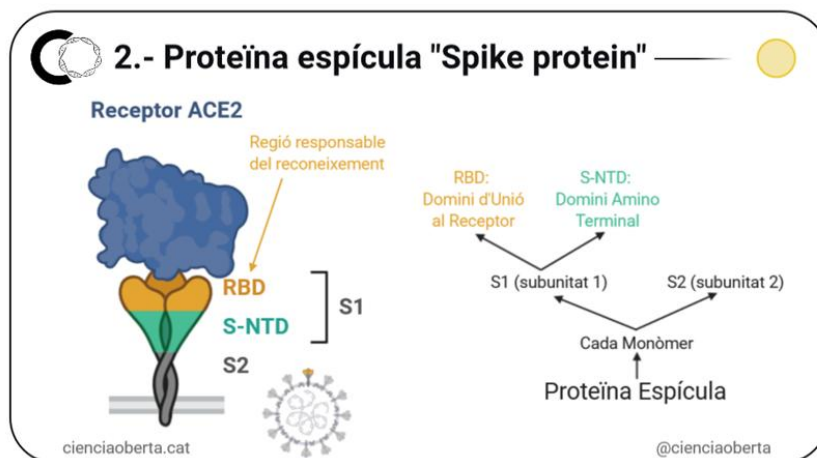 2.- Proteïna espícula "Spike protein"
Receptor ACE2
Regió responsable
del reconeixement
RBD
S-NTD
S1
S2
RBD:
Domini d'Unió
al Receptor
S-NTD:
Domini Amino
Terminal
S1 (subunitat 1)
S2 (subunitat 2)
Cada Monòmer
Proteïna Espícula
cienciaoberta.cat
@cienciaoberta